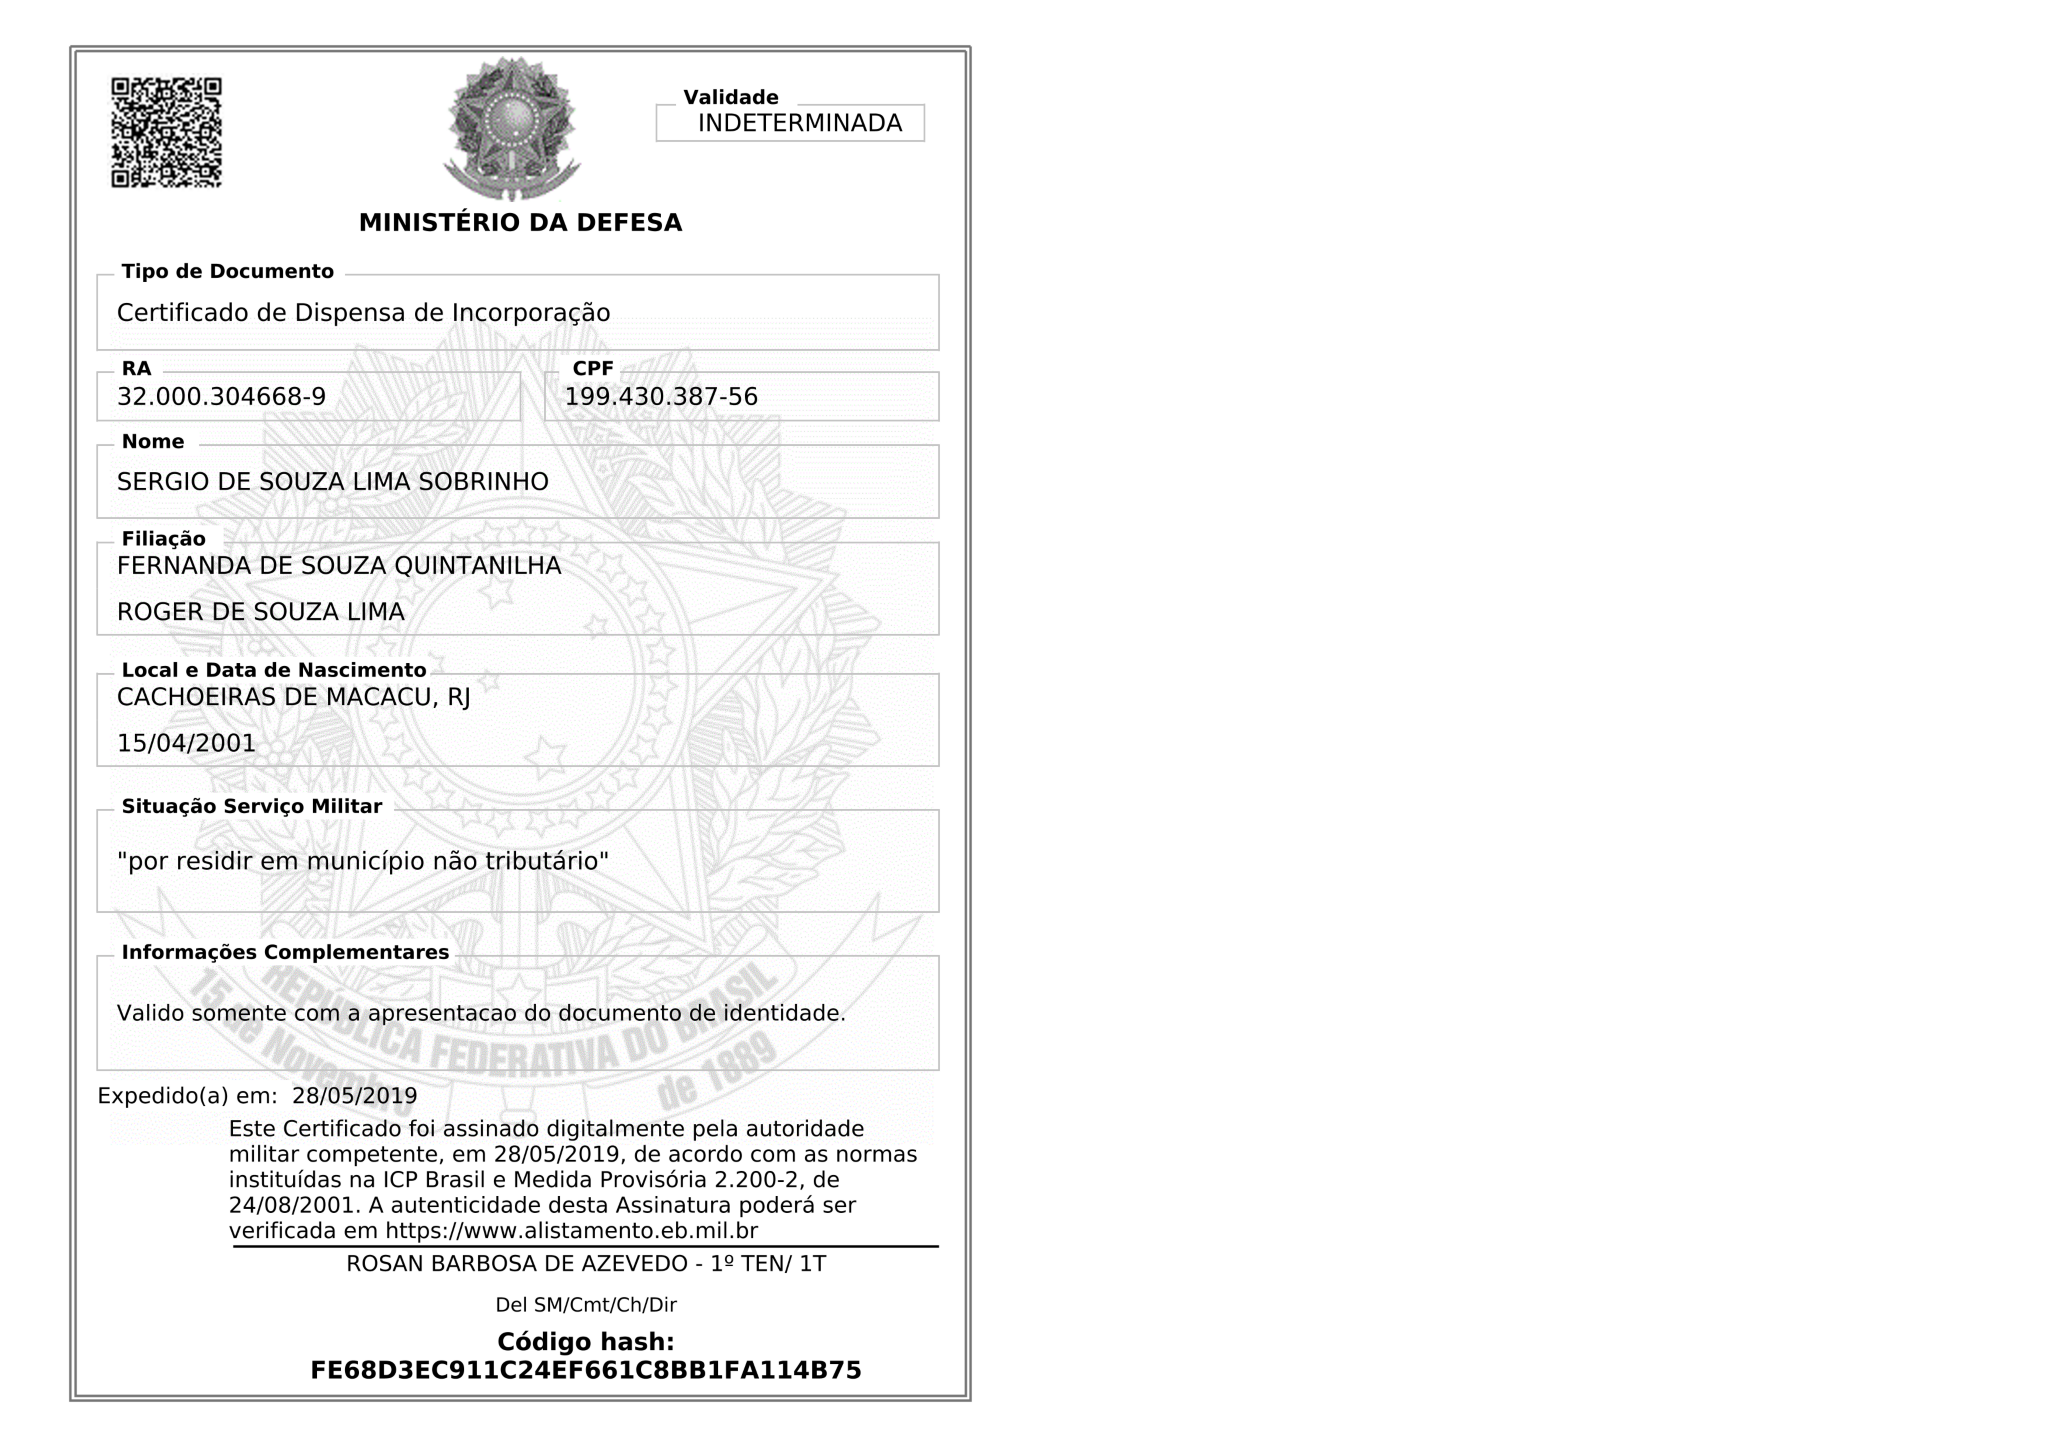 Validade
INDETERMINADA
MINISTÉRIO DA DEFESA
Tipo de Documento
Certificado de Dispensa de Incorporação
RA
32.000.304668-9
CPF
199.430.387-56
Nome
SERGIO DE SOUZA LIMA SOBRINHO
Filiação
FERNANDA DE SOUZA QUINTANILHA
ROGER DE SOUZA LIMA
Local e Data de Nascimento
CACHOEIRAS DE MACACU, RJ
15/04/2001
Situação Serviço Militar
"por residir em município não tributário"
Informações Complementares
Valido somente com a apresentacao do documento de identidade.
REPÚBLICA FEDERATIVA DO BRASIL
15 de Novembro
de 1889
Expedido(a) em: 28/05/2019
Este Certificado foi assinado digitalmente pela autoridade
militar competente, em 28/05/2019, de acordo com as normas
instituídas na ICP Brasil e Medida Provisória 2.200-2, de
24/08/2001. A autenticidade desta Assinatura poderá ser
verificada em https://www.alistamento.eb.mil.br
ROSAN BARBOSA DE AZEVEDO - 1º TEN/ 1T
Del SM/Cmt/Ch/Dir
Código hash:
FE68D3EC911C24EF661C8BB1FA114B75